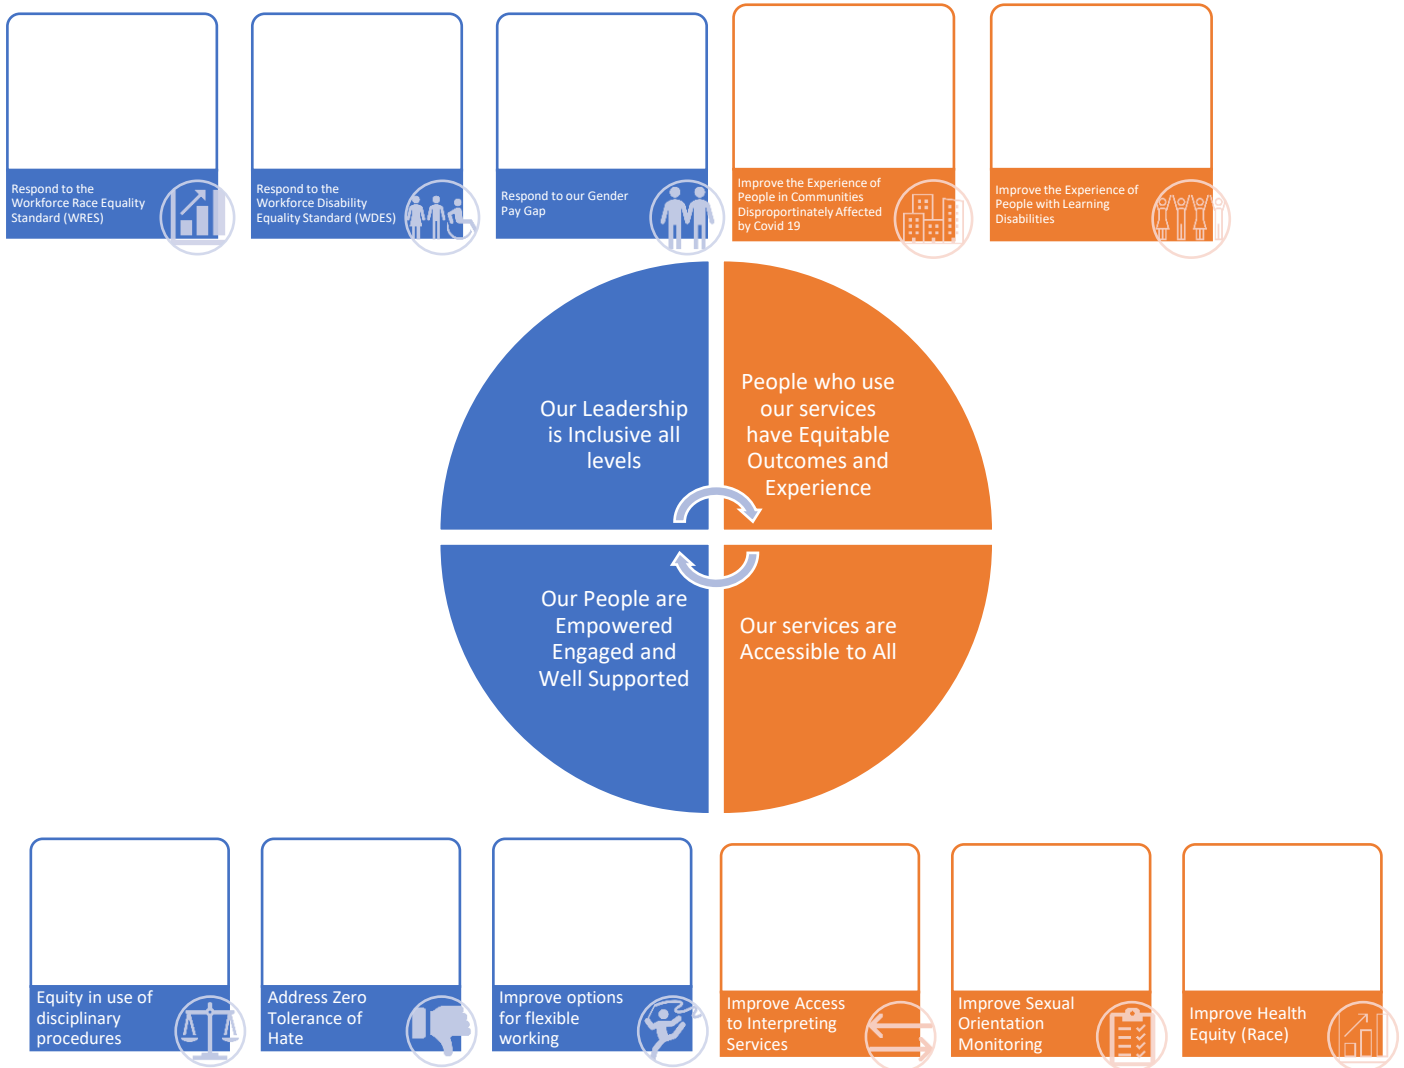 Respond to the
Workforce Race Equality
Standard (WRES)
Respond to the
Workforce Disability
Equality Standard (WDES)
Respond to our Gender
Pay Gap
Improve the Experience of
People in Communities
Disproportinately Affected
by Covid 19
Improve the Experience of
People with Learning
Disabilities
Our Leadership
is Inclusive all
levels
People who use
our services
have Equitable
Outcomes and
Experience
Our People are
Empowered
Engaged and
Well Supported
Our services are
Accessible to All
Equity in use of
disciplinary
procedures
Address Zero
Tolerance of
Hate
Improve options
for flexible
working
Improve Access
to Interpreting
Services
Improve Sexual
Orientation
Monitoring
Improve Health
Equity (Race)